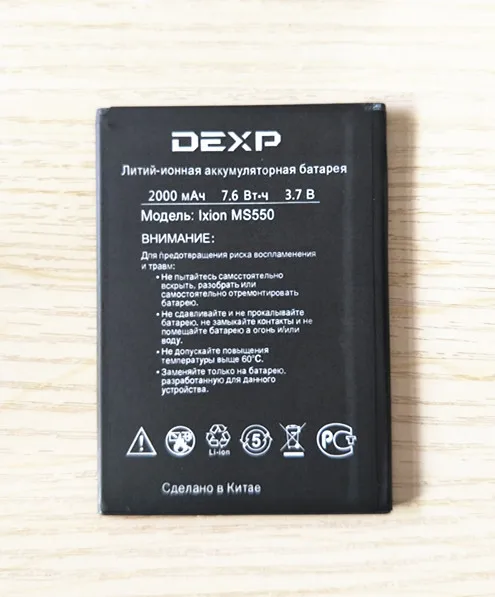 DEXP
Литий-ионная аккумуляторная батарея
2000 мАч 7.6 Вт-ч 3.7 В
Модель: Ixion MS550
ВНИМАНИЕ:
Для предотвращения риска воспламенения
и травм:
• Не пытайтесь самостоятельно
вскрыть, разобрать или
самостоятельно отремонтировать
батарею.
• Не сдавливайте и не прокалывайте
батарею, не замыкайте контакты и не
помещайте батарею а огонь и/или
воду.
• Не допускайте повыщения
температуры выше 60°С.
• Заменяйте только на батарею,
разработанную для данного
устройства.
Li-ion
5
РСТ
Сделано в Китае